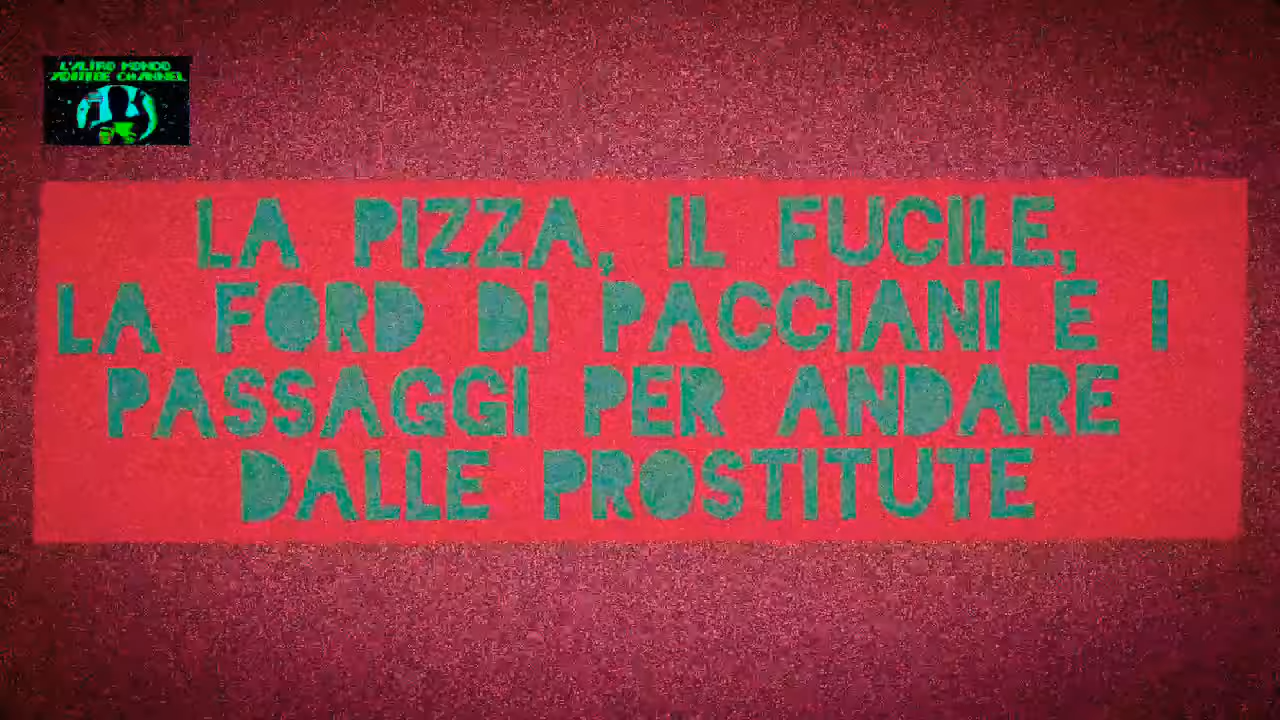 L'ALTRO MONDO
YOUTUBE CHANNEL
LA PIZZA, IL FUCILE,
LA FORD DI PACCIANI E I
PASSAGGI PER ANDARE
DALLE PROSTITUTE